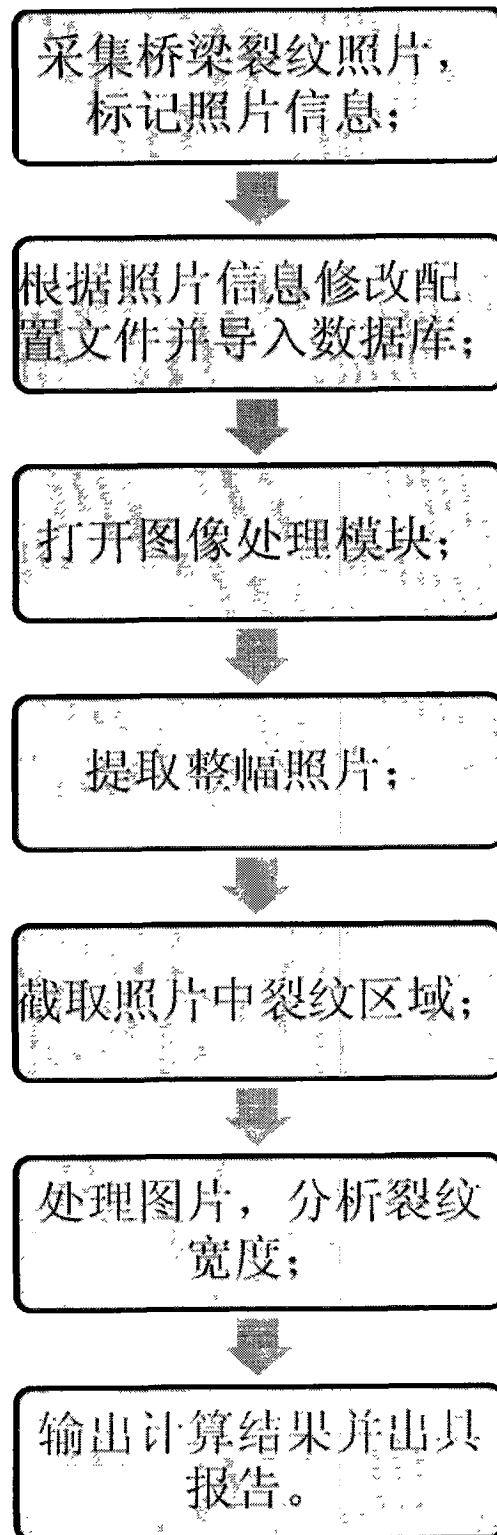 采集桥梁裂纹照片，
标记照片信息；
根据照片信息修改配
置文件并导入数据库；
打开图像处理模块；
提取整幅照片；
截取照片中裂纹区域；
处理图片，分析裂纹
宽度；
输出计算结果并出具
报告。